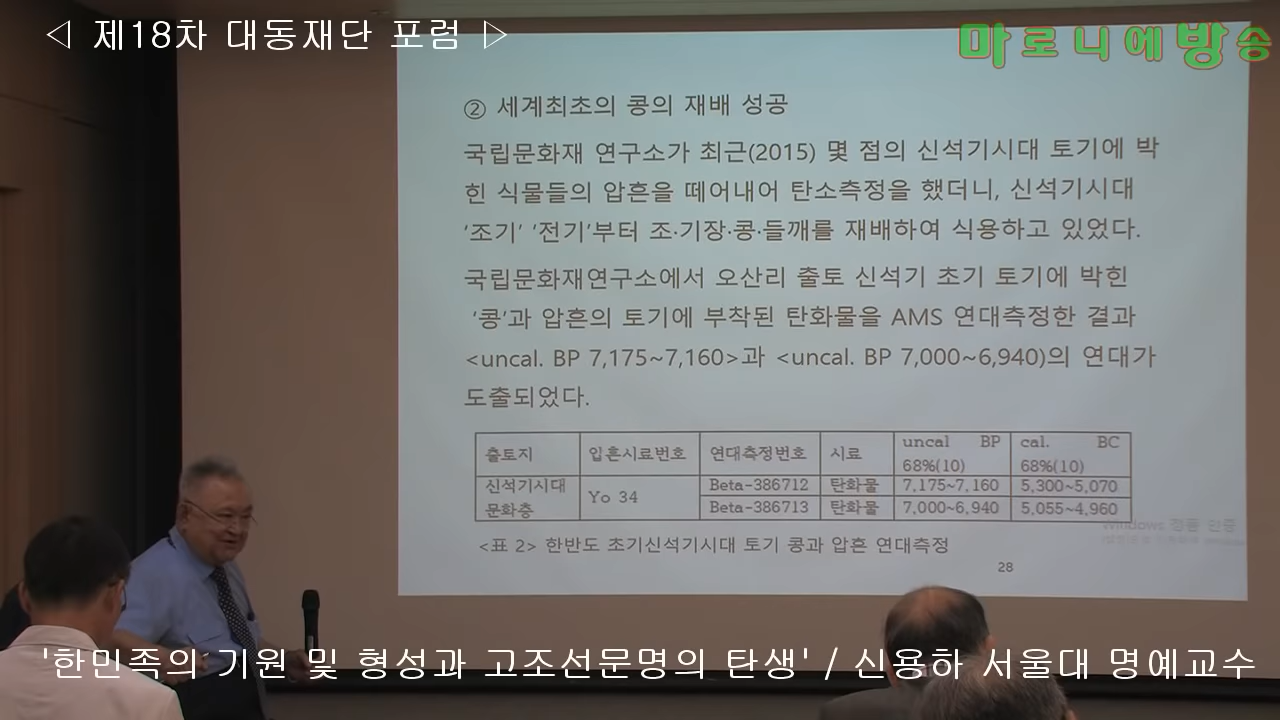 ◁ 제18차 대동재단 포럼 ▷
마로니에방송
② 세계최초의 콩의 재배 성공
국립문화재 연구소가 최근(2015) 몇 점의 신석기시대 토기에 박
힌 식물들의 압흔을 떼어내어 탄소측정을 했더니, 신석기시대
'조기' '전기'부터 조·기장·콩·들깨를 재배하여 식용하고 있었다.
국립문화재연구소에서 오산리 출토 신석기 초기 토기에 박힌
'콩'과 압흔의 토기에 부착된 탄화물을 AMS 연대측정한 결과
<uncal. BP 7,175~7,160>과 <uncal. BP 7,000~6,940)의 연대가
도출되었다.
출토지 입흔시료번호 연대측정번호 시료 uncal BP 68%(10) cal. BC 68%(10)
신석기시대 문화층 Yo 34 Beta-386712 탄화물 7,175~7,160 5,300~5,070
Beta-386713 탄화물 7,000~6,940 5,055~4,960
<표 2> 한반도 초기신석기시대 토기 콩과 압흔 연대측정
Windows 정품 인증
28
'한민족의 기원 및 형성과 고조선문명의 탄생' / 신용하 서울대 명예교수